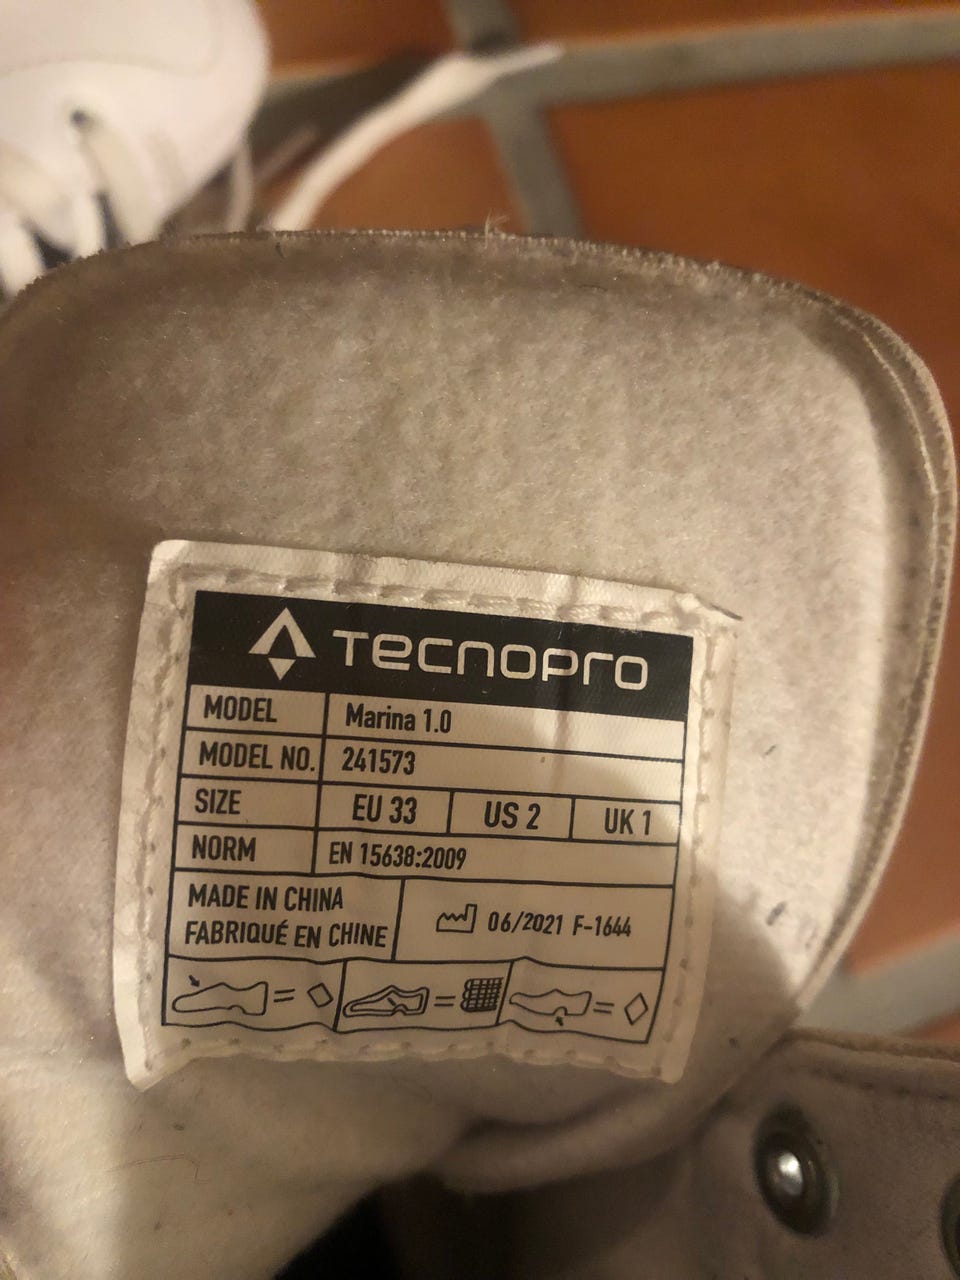 TECNOPRO
MODEL Marina 1.0
MODEL NO. 241573
SIZE EU 33 US 2 UK 1
NORM EN 15638:2009
MADE IN CHINA
FABRIQUÉ EN CHINE
06/2021 F-1644